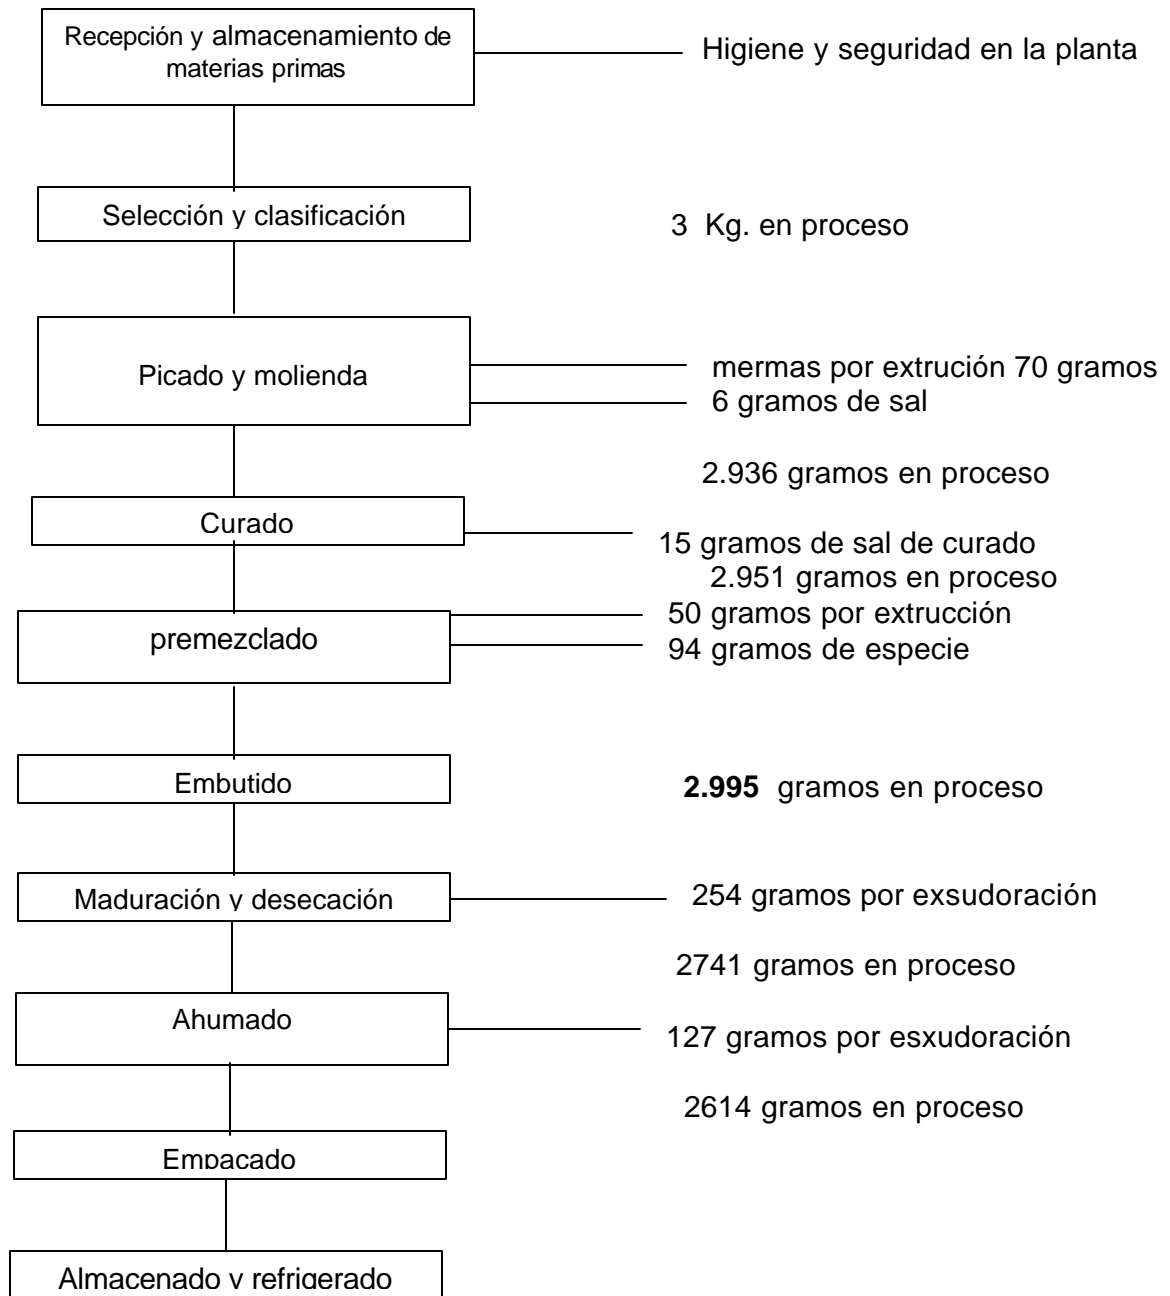 Recepción y almacenamiento de
materias primas
Higiene y seguridad en la planta
Selección y clasificación
3 Kg. en proceso
Picado y molienda
mermas por extrución 70 gramos
6 gramos de sal
2.936 gramos en proceso
Curado
15 gramos de sal de curado
2.951 gramos en proceso
premezclado
50 gramos por extrucción
94 gramos de especie
Embutido
2.995 gramos en proceso
Maduración y desecación
254 gramos por exsudoración
2741 gramos en proceso
Ahumado
127 gramos por esxudoración
2614 gramos en proceso
Empacado
Almacenado y refrigerado